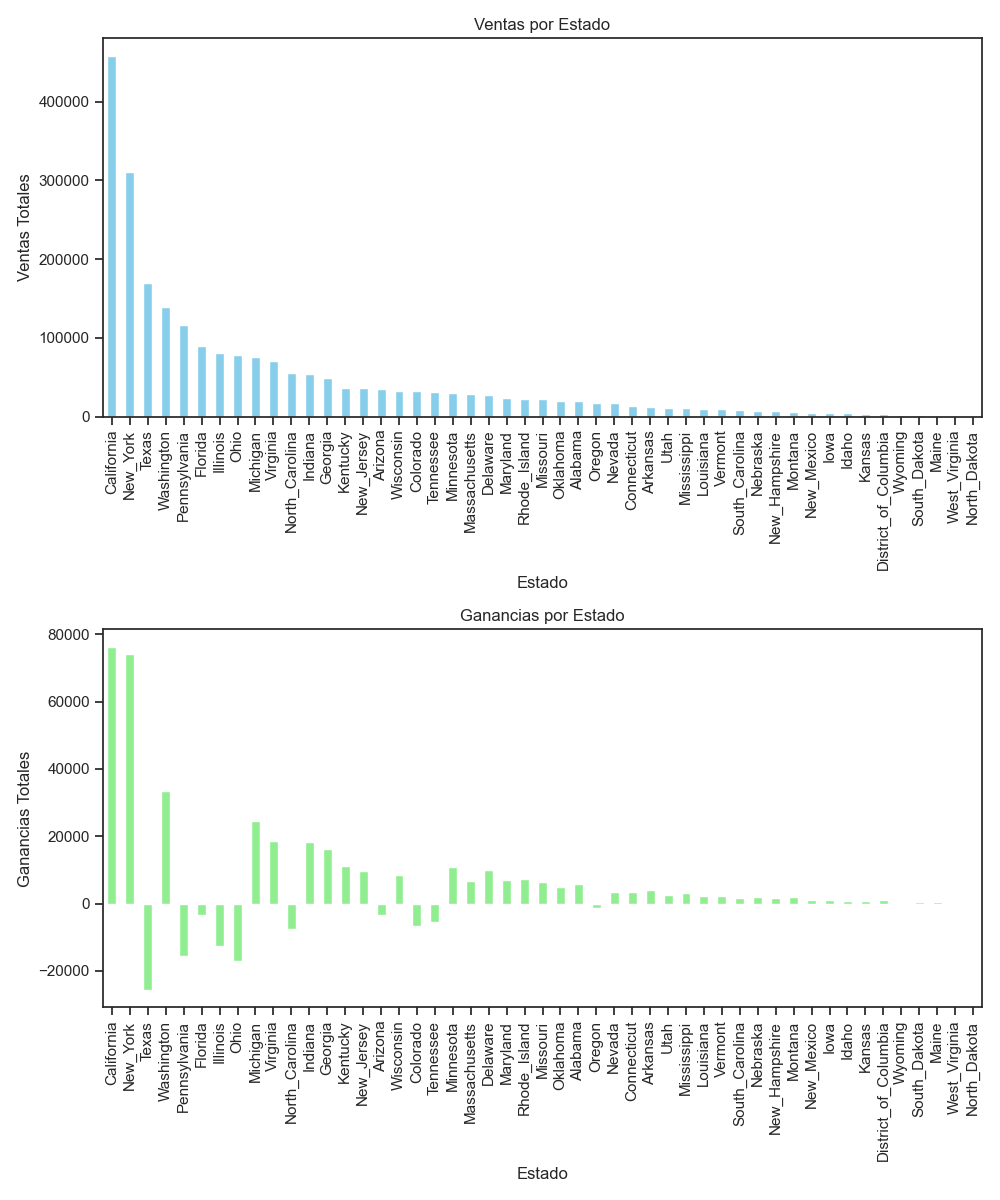 Ventas por Estado
Ventas Totales
400000
300000
200000
100000
0
California
New_York
Texas
Washington
Pennsylvania
Florida
Illinois
Ohio
Michigan
Virginia
North_Carolina
Indiana
Georgia
Kentucky
New_Jersey
Arizona
Wisconsin
Colorado
Tennessee
Minnesota
Massachusetts
Delaware
Maryland
Rhode_Island
Missouri
Oklahoma
Alabama
Oregon
Nevada
Connecticut
Arkansas
Utah
Mississippi
Louisiana
Vermont
South_Carolina
Nebraska
New_Hampshire
Montana
New_Mexico
Iowa
Idaho
Kansas
District_of_Columbia
Wyoming
South_Dakota
Maine
West_Virginia
North_Dakota
Estado
Ganancias por Estado
Ganancias Totales
80000
60000
40000
20000
0
−20000
California
New_York
Texas
Washington
Pennsylvania
Florida
Illinois
Ohio
Michigan
Virginia
North_Carolina
Indiana
Georgia
Kentucky
New_Jersey
Arizona
Wisconsin
Colorado
Tennessee
Minnesota
Massachusetts
Delaware
Maryland
Rhode_Island
Missouri
Oklahoma
Alabama
Oregon
Nevada
Connecticut
Arkansas
Utah
Mississippi
Louisiana
Vermont
South_Carolina
Nebraska
New_Hampshire
Montana
New_Mexico
Iowa
Idaho
Kansas
District_of_Columbia
Wyoming
South_Dakota
Maine
West_Virginia
North_Dakota
Estado